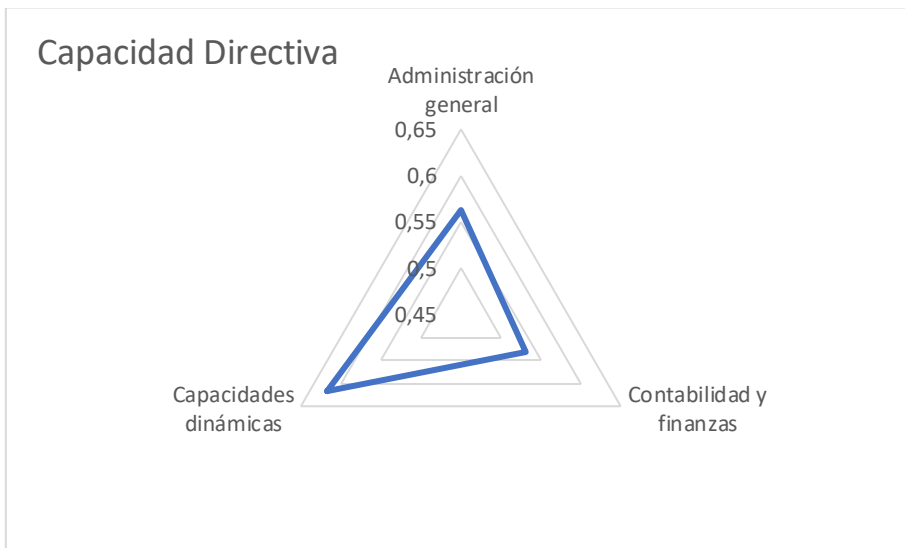 Capacidad Directiva
Administración
general
0,65
0,6
0,55
0,5
0,45
Capacidades
dinámicas
Contabilidad y
finanzas